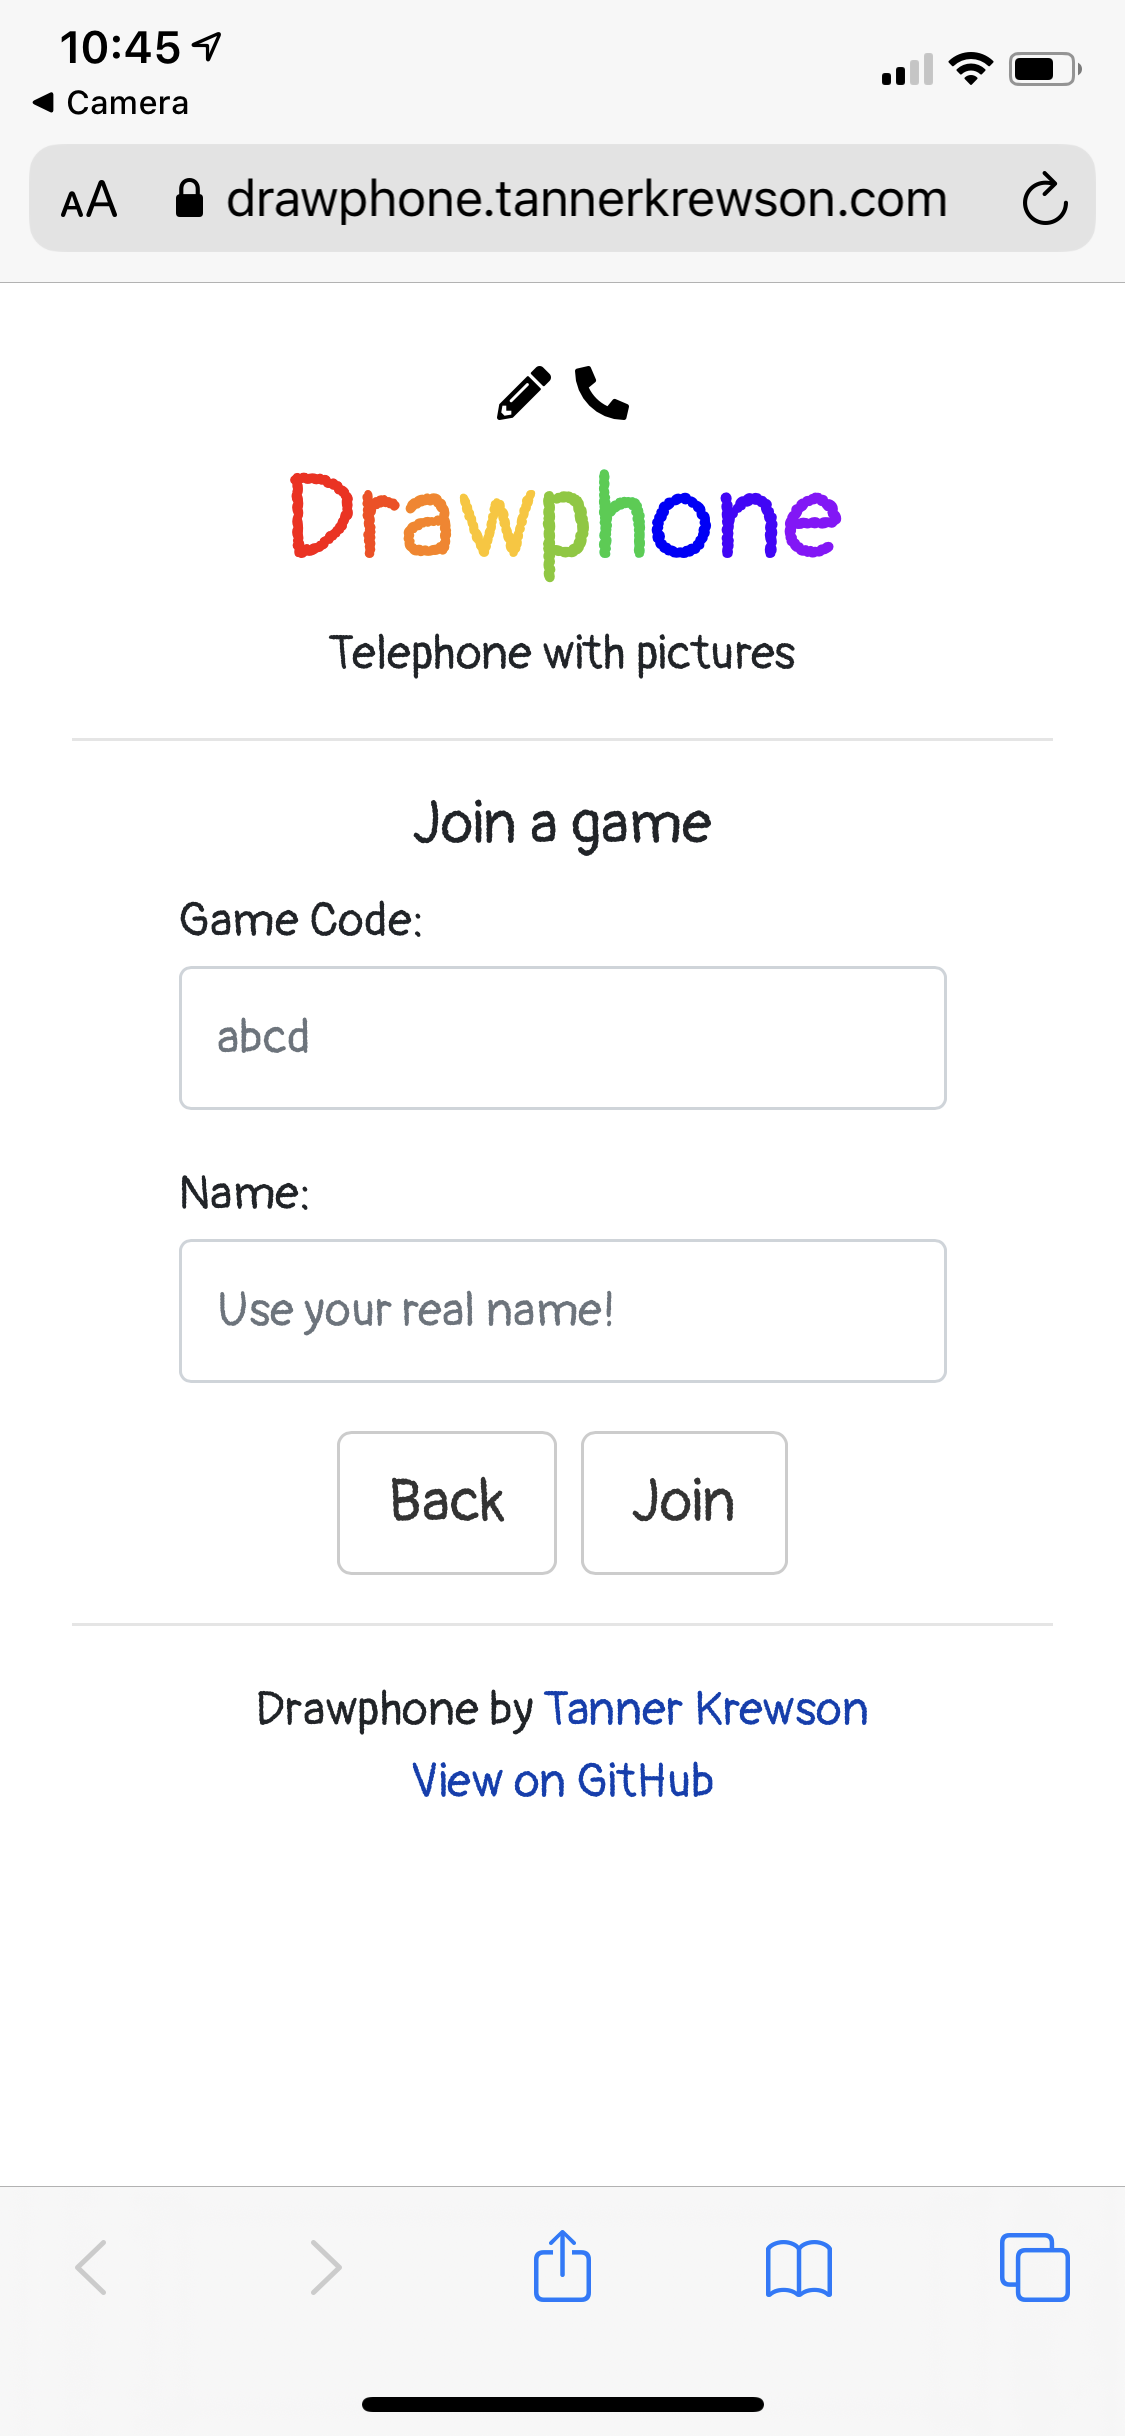 10:45
Camera
AA drawphone.tannerkrewson.com
Drawphone
Telephone with pictures
Join a game
Game Code:
abcd
Name:
Use your real name!
Back Join
Drawphone by Tanner Krewson
View on GitHub